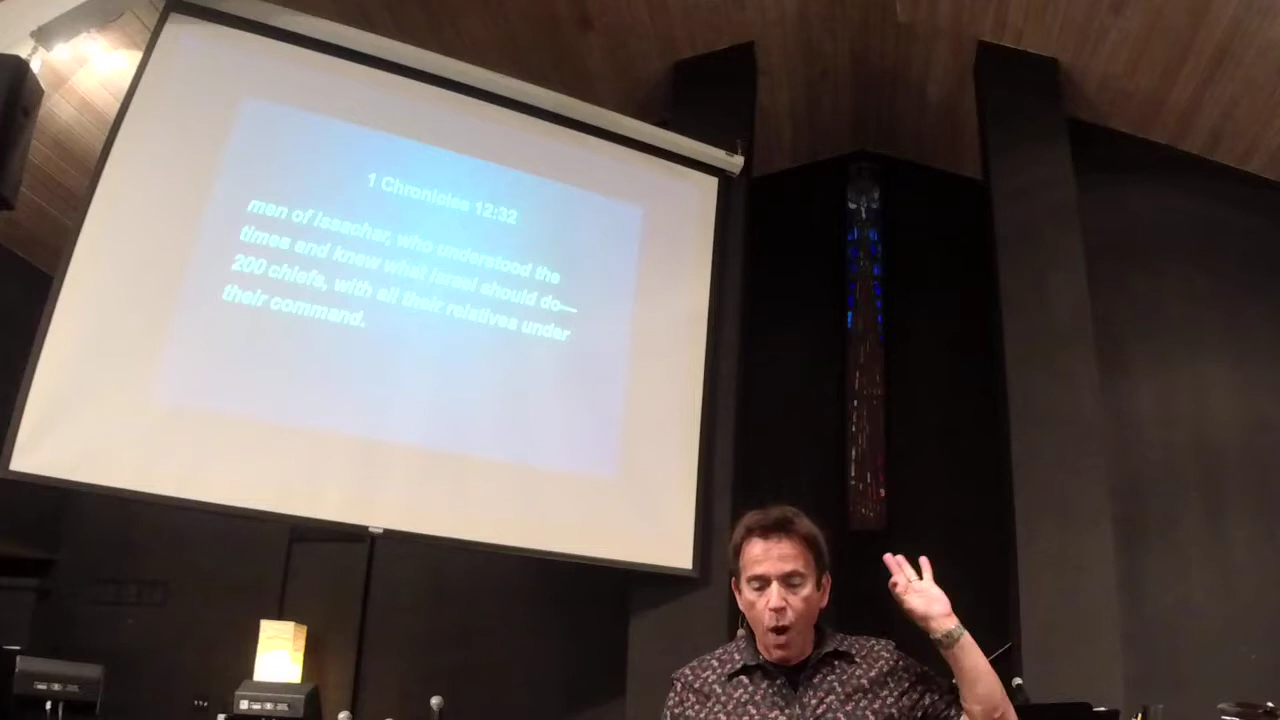 1 Chronicles 12:32
men of Issachar, who understood the
times and knew what Israel should do—
200 chiefs, with all their relatives under
their command.